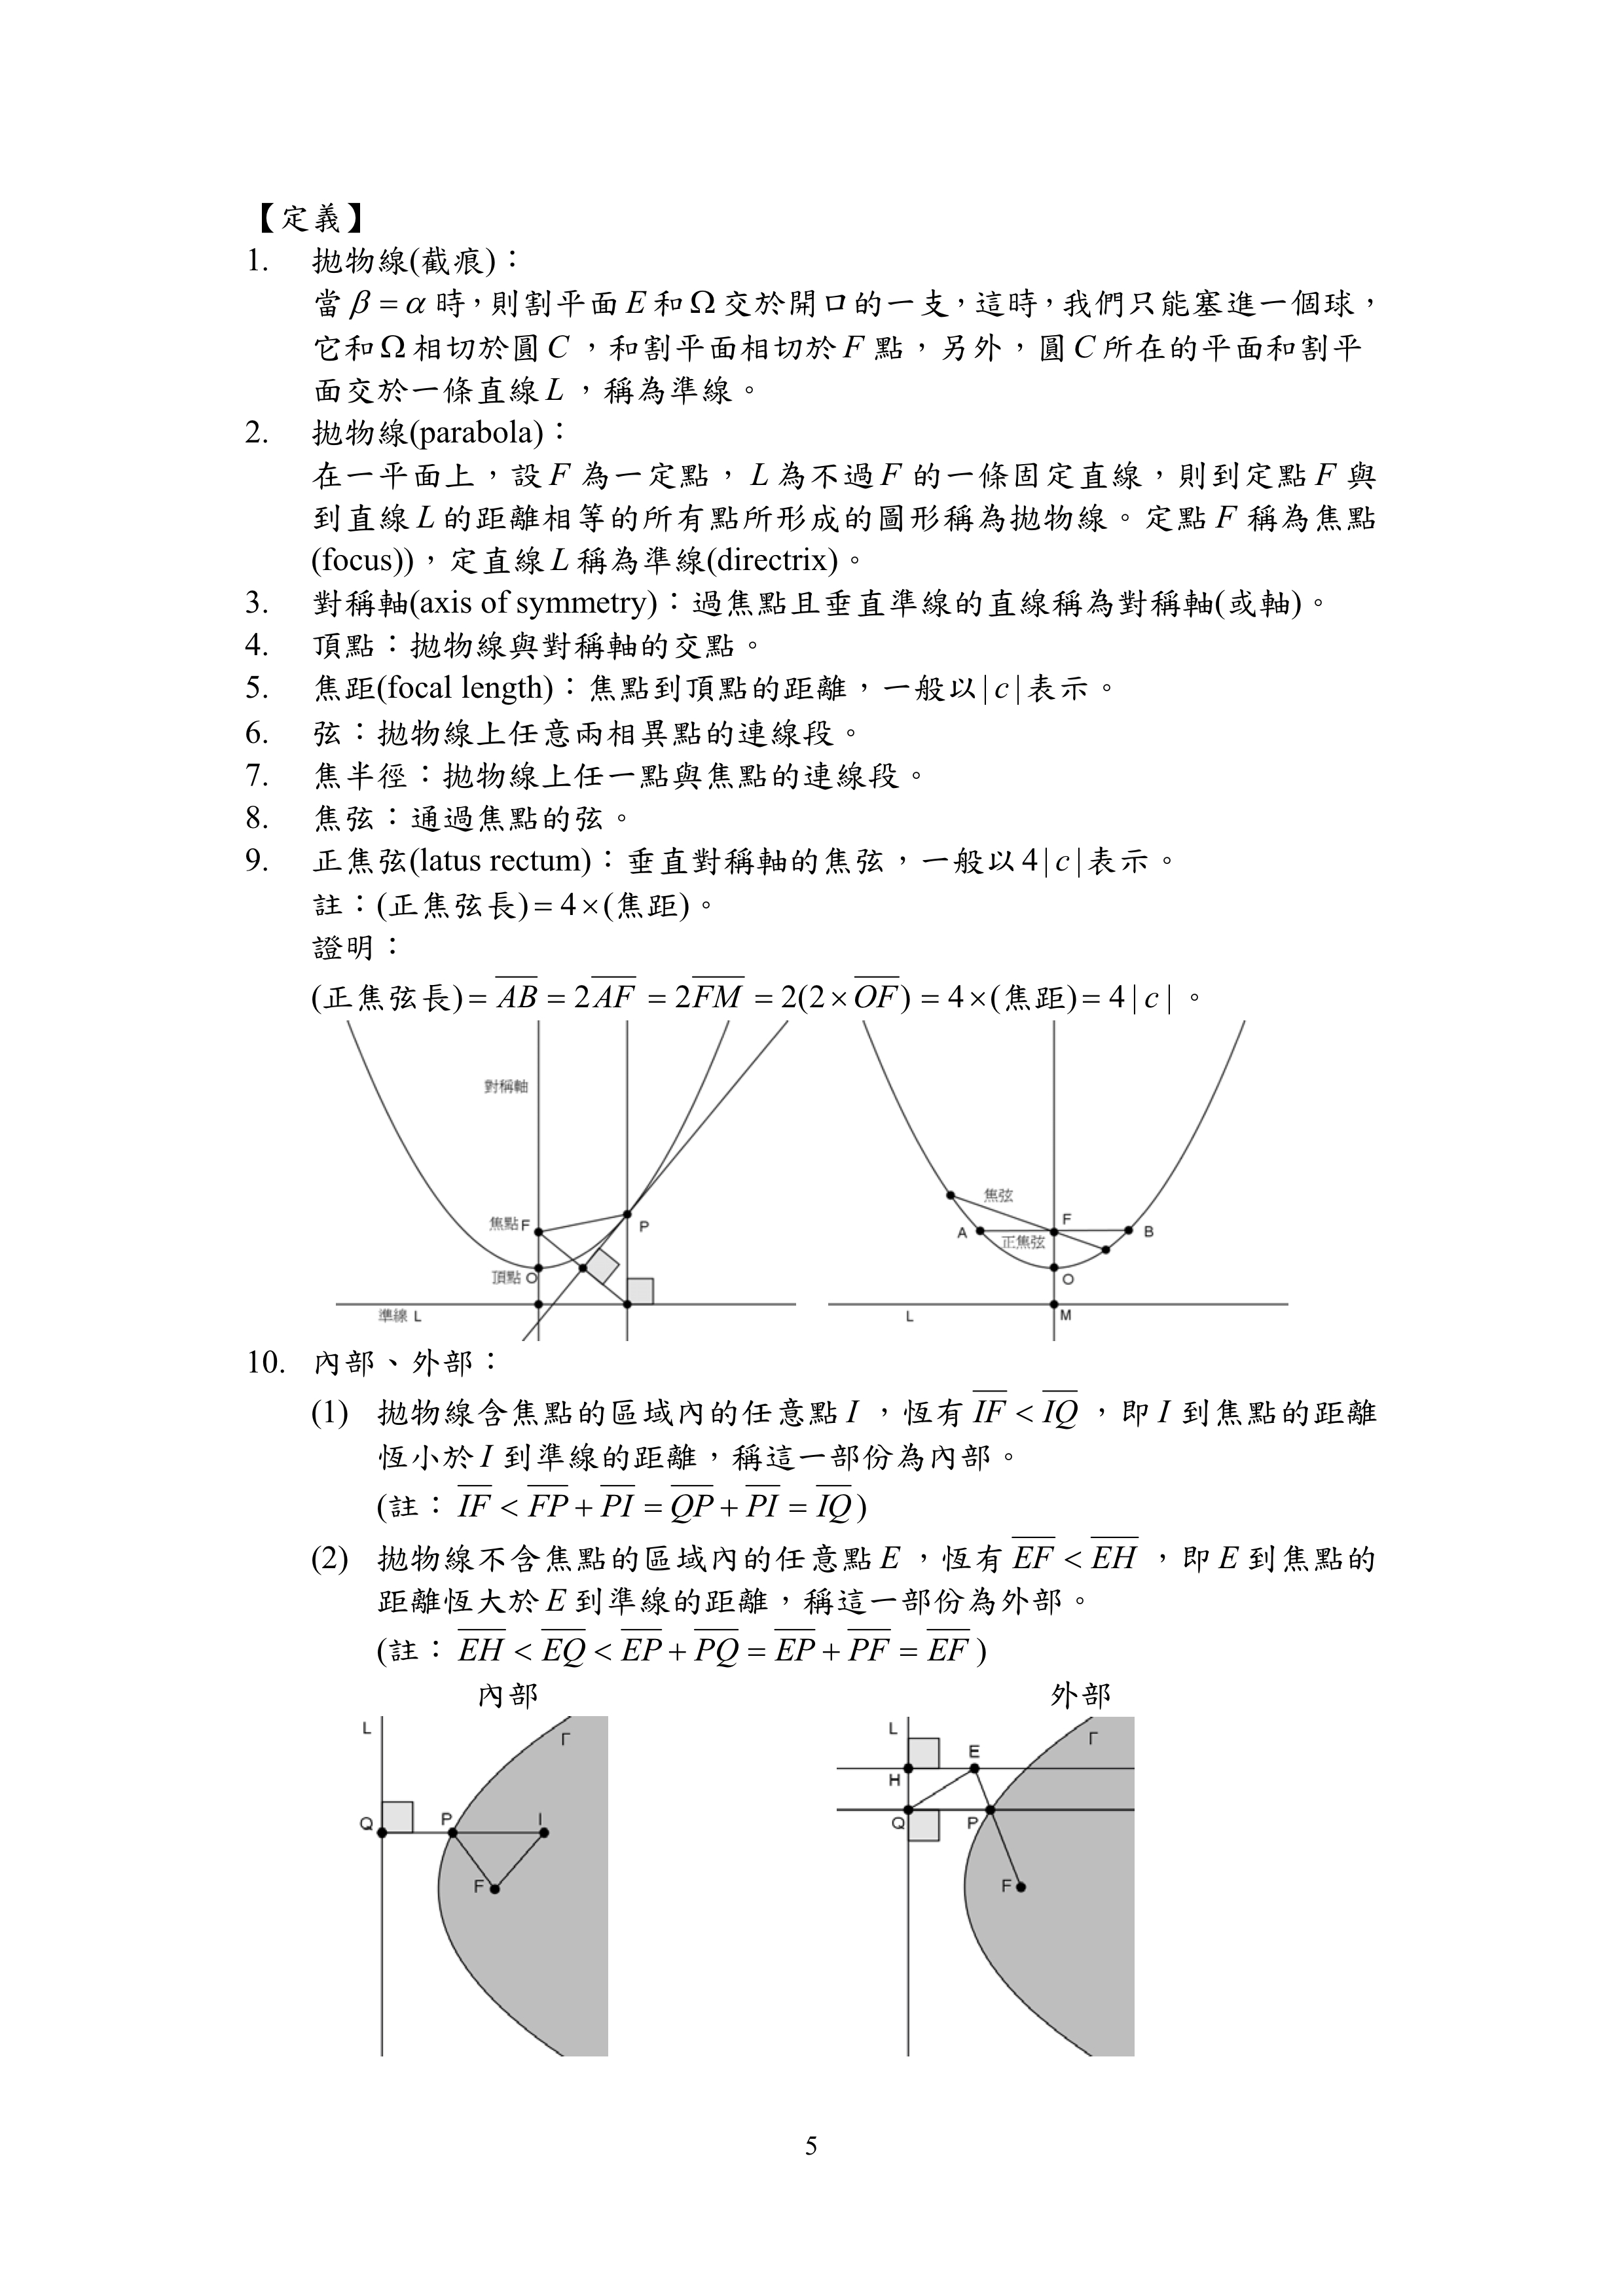 【定義】
1. 拋物線(截痕)：
當 β = α 時，則割平面 E 和 Ω 交於開口的一支，這時，我們只能塞進一個球，
它和 Ω 相切於圓 C ，和割平面相切於 F 點，另外，圓 C 所在的平面和割平
面交於一條直線 L ，稱為準線。
2. 拋物線(parabola)：
在一平面上，設 F 為一定點， L 為不過 F 的一條固定直線，則到定點 F 與
到直線 L 的距離相等的所有點所形成的圖形稱為拋物線。定點 F 稱為焦點
(focus))，定直線 L 稱為準線(directrix)。
3. 對稱軸(axis of symmetry)：過焦點且垂直準線的直線稱為對稱軸(或軸)。
4. 頂點：拋物線與對稱軸的交點。
5. 焦距(focal length)：焦點到頂點的距離，一般以 | c | 表示。
6. 弦：拋物線上任意兩相異點的連線段。
7. 焦半徑：拋物線上任一點與焦點的連線段。
8. 焦弦：通過焦點的弦。
9. 正焦弦(latus rectum)：垂直對稱軸的焦弦，一般以 4 | c | 表示。
註：(正焦弦長) = 4 × (焦距)。
證明：
(正焦弦長) = \overline{AB} = 2\overline{AF} = 2\overline{FM} = 2(2 × \overline{OF}) = 4 × (焦距) = 4 | c | 。
對稱軸
焦點 F
P
頂點 O
準線 L
焦弦
A
F
B
正焦弦
O
L
M
10. 內部、外部：
(1) 拋物線含焦點的區域內的任意點 I ，恆有 \overline{IF} < \overline{IQ} ，即 I 到焦點的距離
恆小於 I 到準線的距離，稱這一部份為內部。
(註： \overline{IF} < \overline{FP} + \overline{PI} = \overline{QP} + \overline{PI} = \overline{IQ} )
(2) 拋物線不含焦點的區域內的任意點 E ，恆有 \overline{EF} < \overline{EH} ，即 E 到焦點的
距離恆大於 E 到準線的距離，稱這一部份為外部。
(註： \overline{EH} < \overline{EQ} < \overline{EP} + \overline{PQ} = \overline{EP} + \overline{PF} = \overline{EF} )
內部
L
Γ
Q
P
I
F
外部
L
Γ
E
H
Q
P
F
5